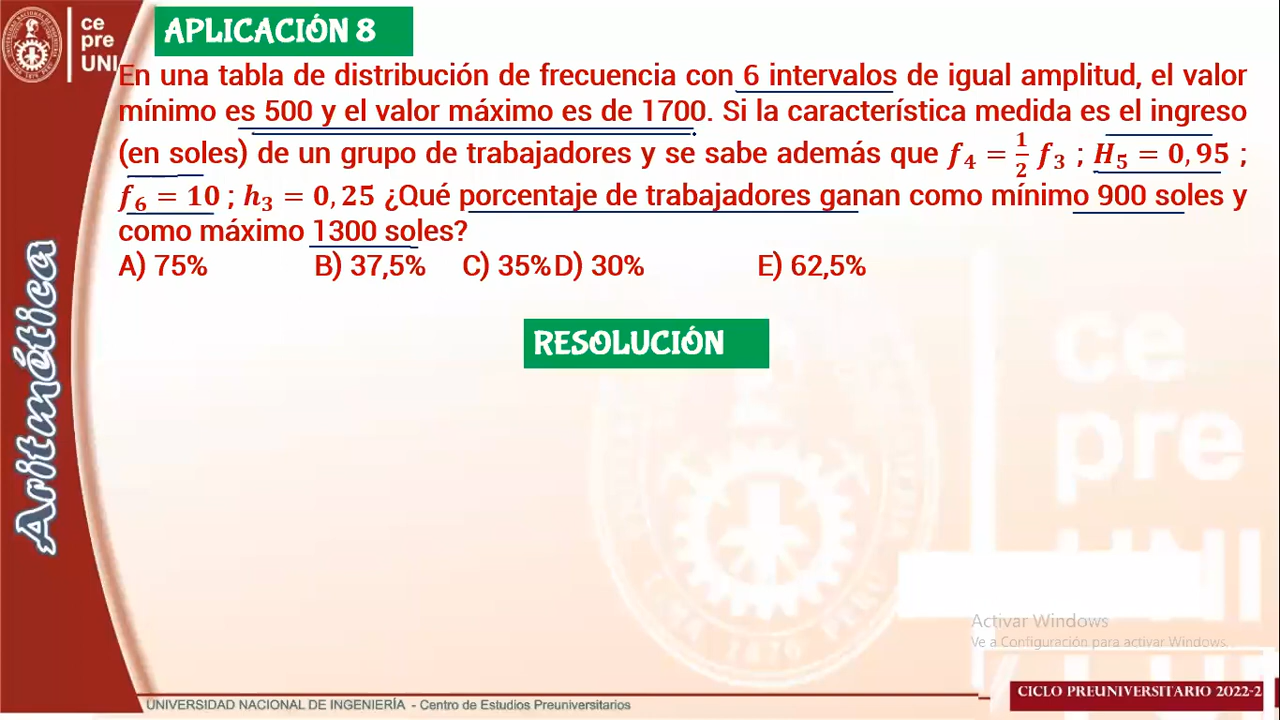 ce
pre
UNI
APLICACIÓN 8
En una tabla de distribución de frecuencia con 6 intervalos de igual amplitud, el valor
mínimo es 500 y el valor máximo es de 1700. Si la característica medida es el ingreso
(en soles) de un grupo de trabajadores y se sabe además que f₄ = 1/2 f₃ ; H₅ = 0,95 ;
f₆ = 10 ; h₃ = 0,25 ¿Qué porcentaje de trabajadores ganan como mínimo 900 soles y
como máximo 1300 soles?
A) 75% B) 37,5% C) 35% D) 30% E) 62,5%
RESOLUCIÓN
Aritmética
ce
pre
UNI
Activar Windows
Ve a Configuración para activar Windows.
CICLO PREUNIVERSITARIO 2022-2
UNIVERSIDAD NACIONAL DE INGENIERÍA - Centro de Estudios Preuniversitarios